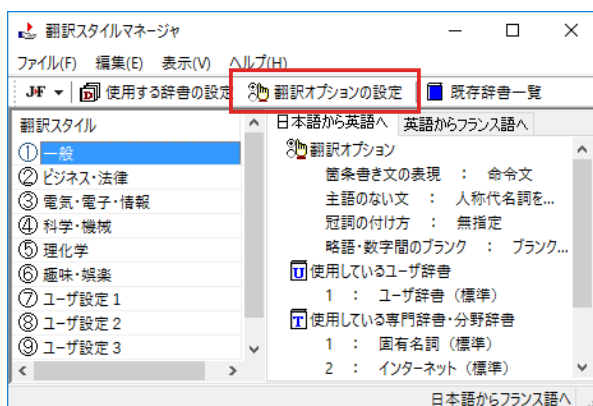 翻訳スタイルマネージャ
ファイル(F) 編集(E) 表示(V) ヘルプ(H)
J▸F 使用する辞書の設定 翻訳オプションの設定 既存辞書一覧
翻訳スタイル
① 一般
② ビジネス・法律
③ 電気・電子・情報
④ 科学・機械
⑤ 理化学
⑥ 趣味・娯楽
⑦ ユーザ設定 1
⑧ ユーザ設定 2
⑨ ユーザ設定 3
日本語から英語へ 英語からフランス語へ
翻訳オプション
箇条書き文の表現 : 命令文
主語のない文 : 人称代名詞を...
冠詞の付け方 : 無指定
略語・数字間のブランク : ブランク...
U 使用しているユーザ辞書
1 : ユーザ辞書 (標準)
T 使用している専門辞書・分野辞書
1 : 固有名詞 (標準)
2 : インターネット (標準)
日本語からフランス語へ